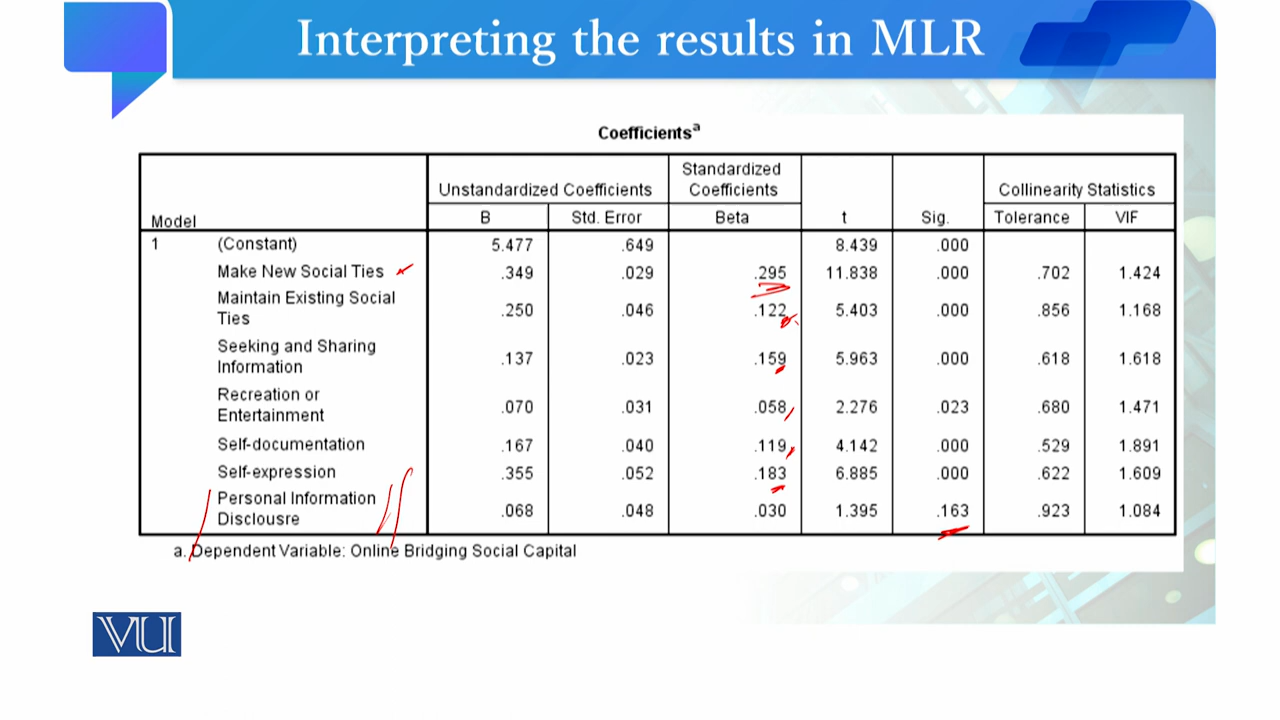 Interpreting the results in MLR
Coefficientsᵃ
Model Unstandardized Coefficients Standardized Coefficients t Sig. Collinearity Statistics
B Std. Error Beta Tolerance VIF
1 (Constant) 5.477 .649 8.439 .000
Make New Social Ties .349 .029 .295 11.838 .000 .702 1.424
Maintain Existing Social
Ties .250 .046 .122 5.403 .000 .856 1.168
Seeking and Sharing
Information .137 .023 .159 5.963 .000 .618 1.618
Recreation or
Entertainment .070 .031 .058 2.276 .023 .680 1.471
Self-documentation .167 .040 .119 4.142 .000 .529 1.891
Self-expression .355 .052 .183 6.885 .000 .622 1.609
Personal Information
Disclousre .068 .048 .030 1.395 .163 .923 1.084
a. Dependent Variable: Online Bridging Social Capital
VU